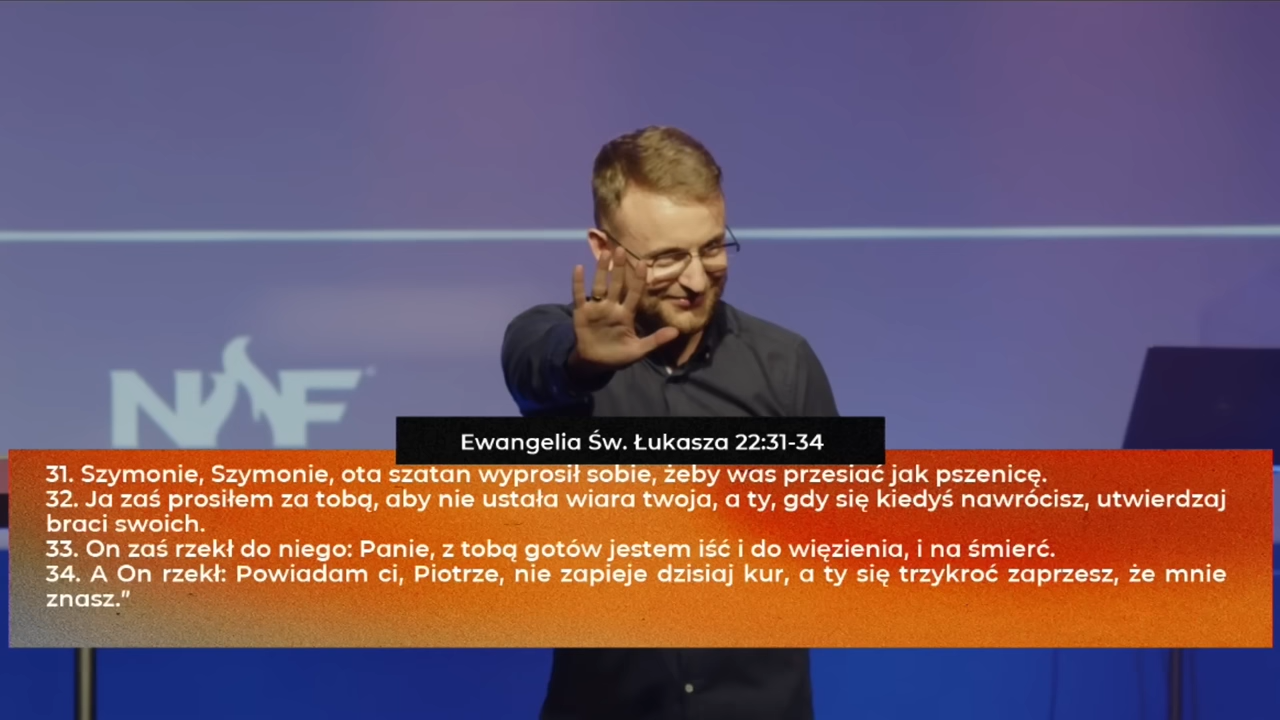 NAF
Ewangelia Św. Łukasza 22:31-34
31. Szymonie, Szymonie, ota szatan wyprosił sobie, żeby was przesiać jak pszenicę.
32. Ja zaś prosiłem za tobą, aby nie ustała wiara twoja, a ty, gdy się kiedyś nawrócisz, utwierdzaj
braci swoich.
33. On zaś rzekł do niego: Panie, z tobą gotów jestem iść i do więzienia, i na śmierć.
34. A On rzekł: Powiadam ci, Piotrze, nie zapieje dzisiaj kur, a ty się trzykroć zaprzesz, że mnie
znasz.”